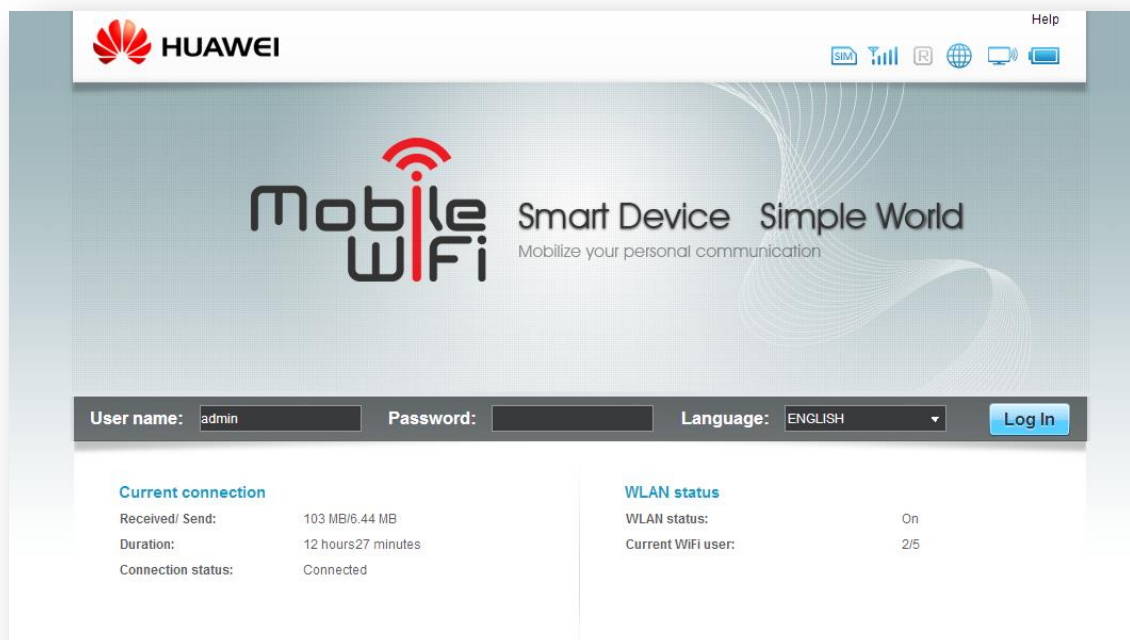 Help
HUAWEI
SIM
R
Mobile
WiFi
Smart Device Simple World
Mobilize your personal communication
User name: admin Password: Language: ENGLISH Log In
Current connection
Received/ Send: 103 MB/6.44 MB
Duration: 12 hours27 minutes
Connection status: Connected
WLAN status
WLAN status: On
Current WiFi user: 2/5